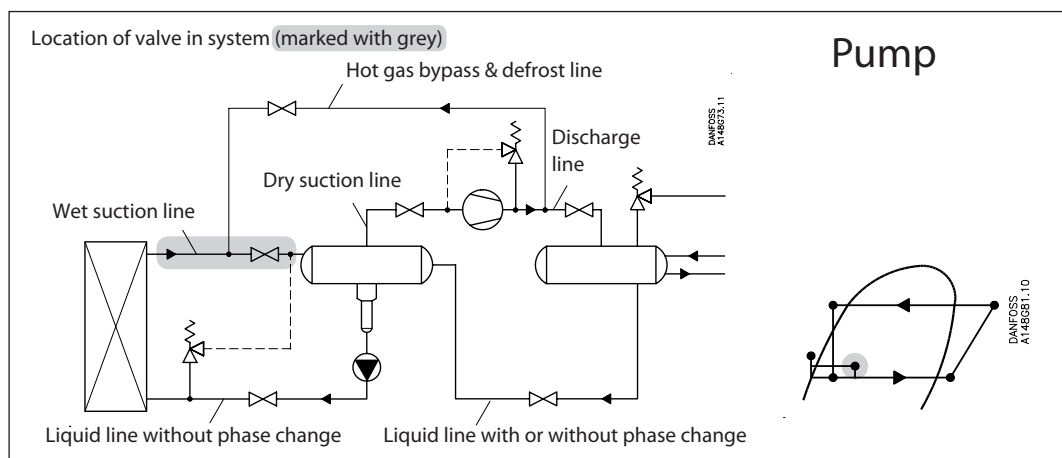 Location of valve in system (marked with grey)
Pump
Hot gas bypass & defrost line
DANFOSS
A148G73.11
Discharge
line
Dry suction line
Wet suction line
DANFOSS
A148G81.10
Liquid line without phase change
Liquid line with or without phase change